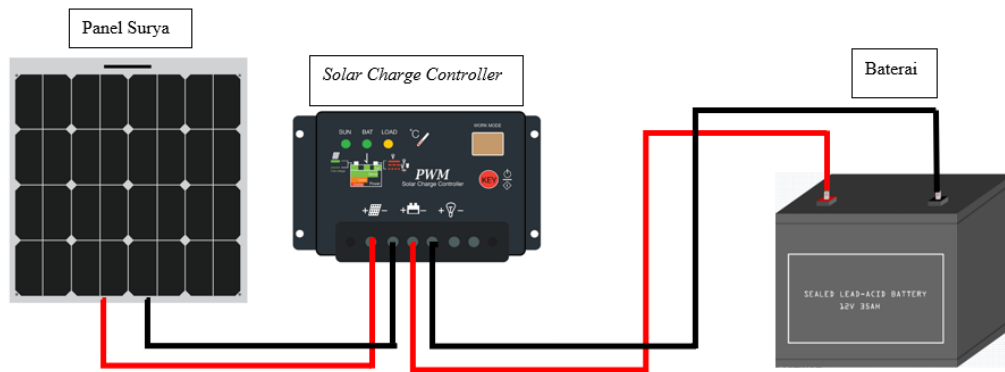 Panel Surya
Solar Charge Controller
Baterai
SUN BAT LOAD
°C
WORK MODE
PWM
Solar Charge Controller
KEY
SEALED LEAD-ACID BATTERY
12V 35AH